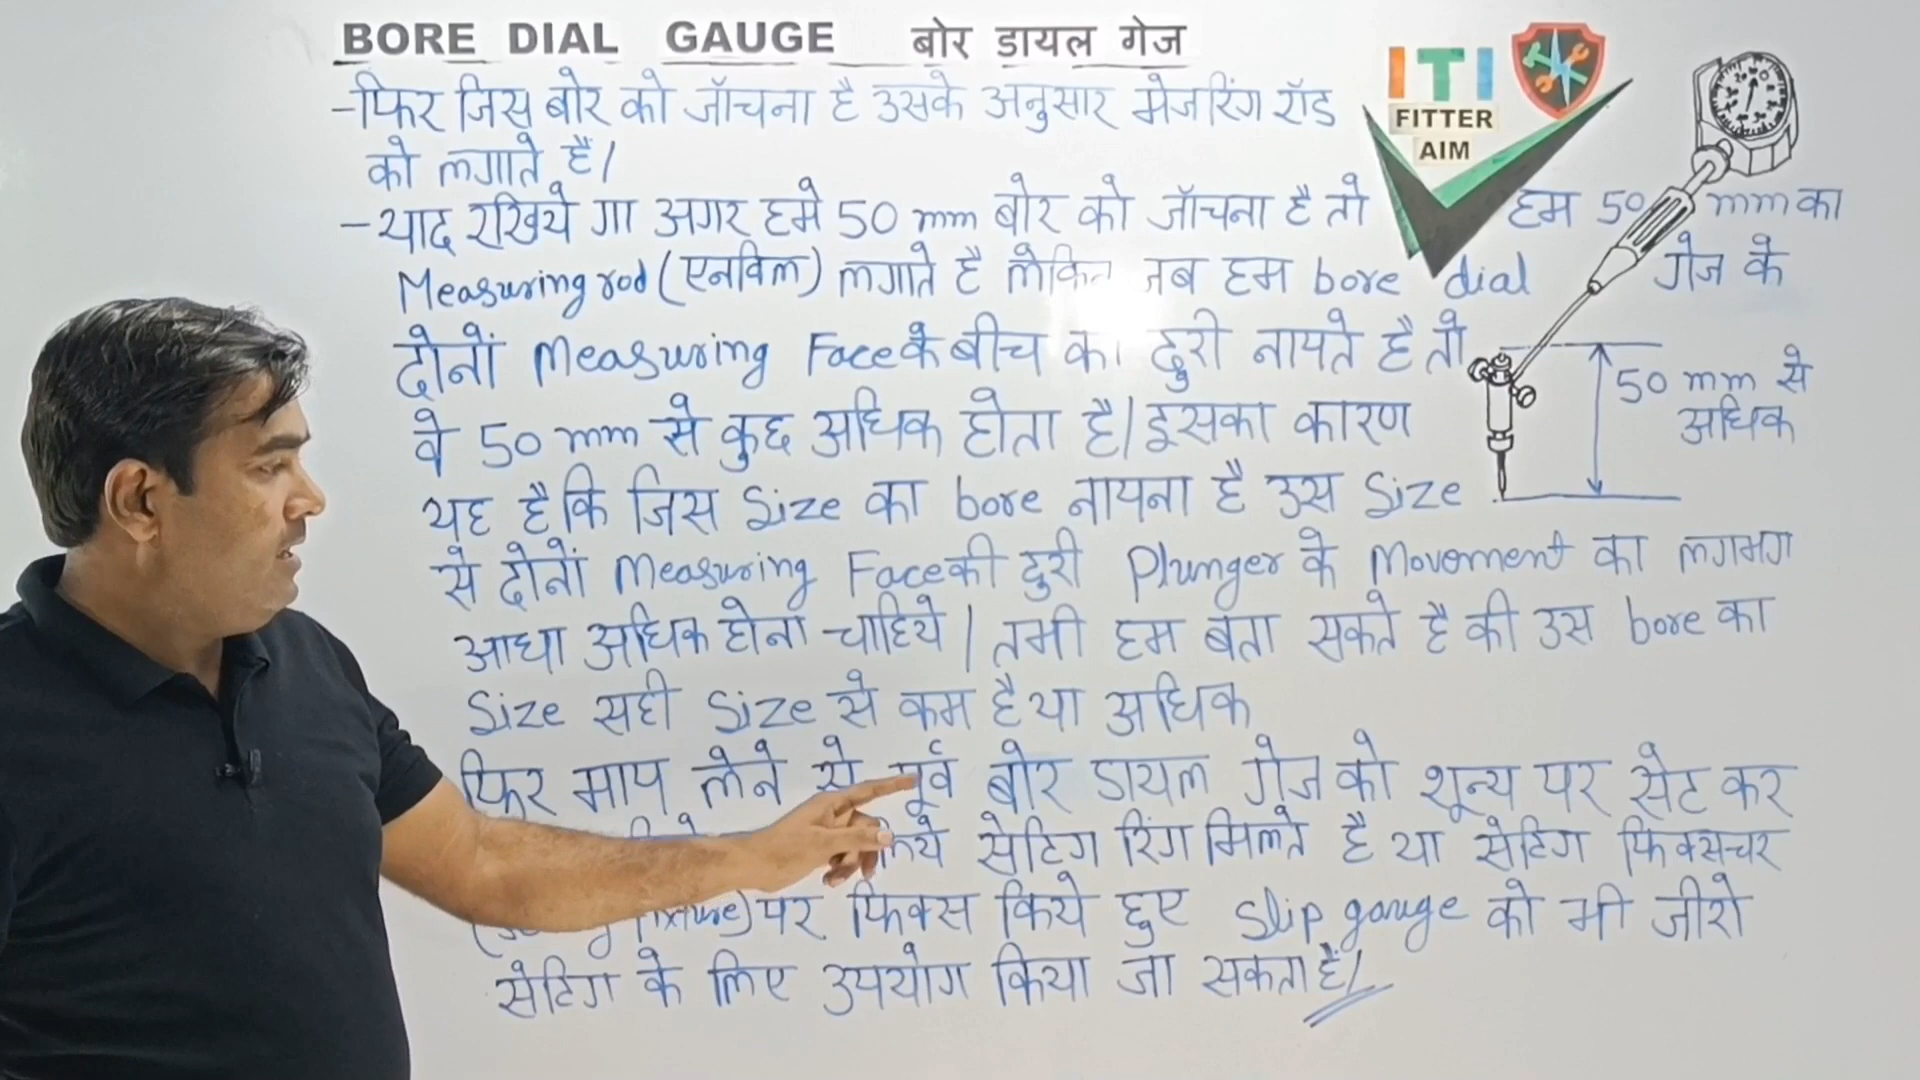 BORE DIAL GAUGE बोर डायल गेज
ITI
FITTER
AIM
-फिर जिस बोर को जाँचना है उसके अनुसार मेजरिंग रॉड
को लगाते हैं।
-याद रखिये गा अगर हमे 50 mm बोर को जाँचना है तो हम 50 mm का
Measuring rod (एनविल) लगाते है लेकिन जब हम bore dial गेज के
दोनों Measuring Face के बीच का दुरी नापते है तो
वे 50 mm से कुछ अधिक होता है। इसका कारण
यह है कि जिस Size का bore नापना है उस Size
से दोनों Measuring Face की दुरी Plunger के Movement का लगभग
आधा अधिक होना चाहिये। तभी हम बता सकते है की उस bore का
Size सही Size से कम है या अधिक
फिर माप लेने से पूर्व बोर डायल गेज को शून्य पर सेट कर
सेटिंग रिंग मिलते है या सेटिंग फिक्सचर
पर फिक्स किये हुए Slip gauge को भी जीरो
सेटिंग के लिए उपयोग किया जा सकता है।
50 mm से
अधिक